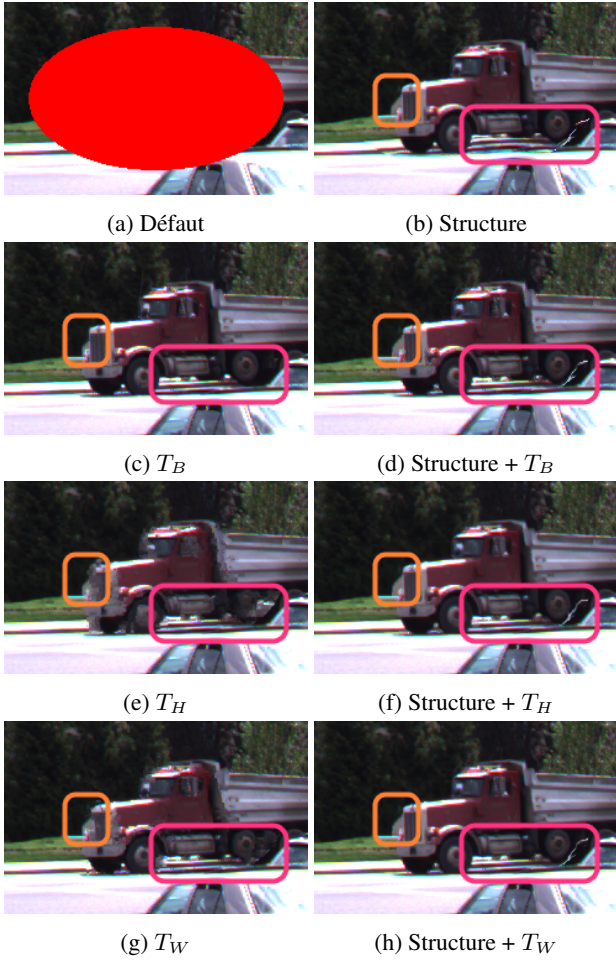 (a) Défaut
(b) Structure
(c) T_B
(d) Structure + T_B
(e) T_H
(f) Structure + T_H
(g) T_W
(h) Structure + T_W